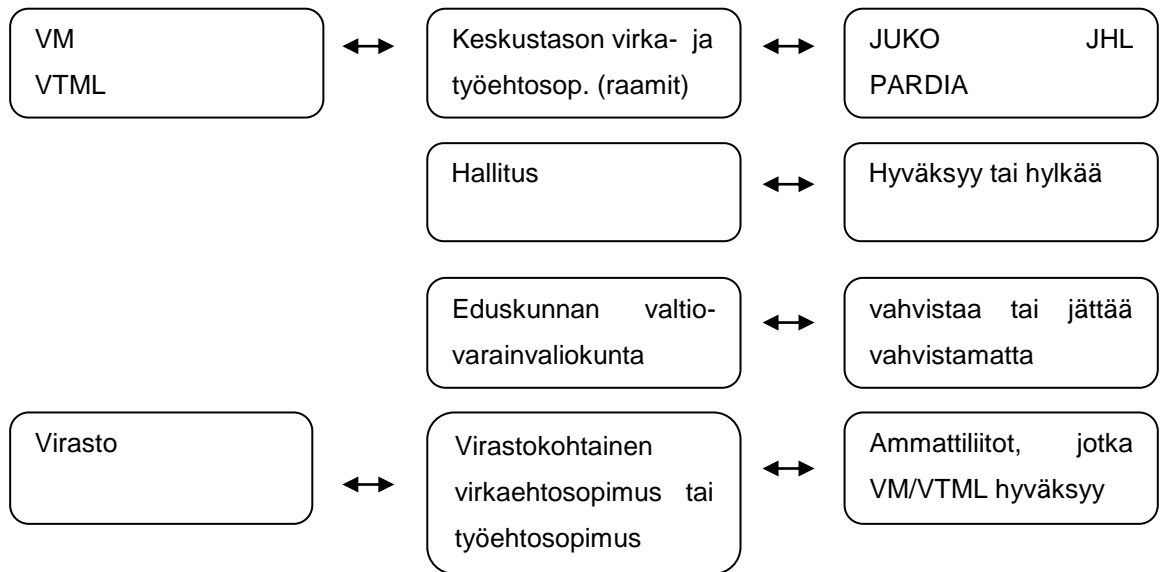 VM
VTML
Keskustason virka- ja
työehtosop. (raamit)
JUKO JHL
PARDIA
Hallitus
Hyväksyy tai hylkää
Eduskunnan valtio-
varainvaliokunta
vahvistaa tai jättää
vahvistamatta
Virasto
Virastokohtainen
virkaehtosopimus tai
työehtosopimus
Ammattiliitot, jotka
VM/VTML hyväksyy